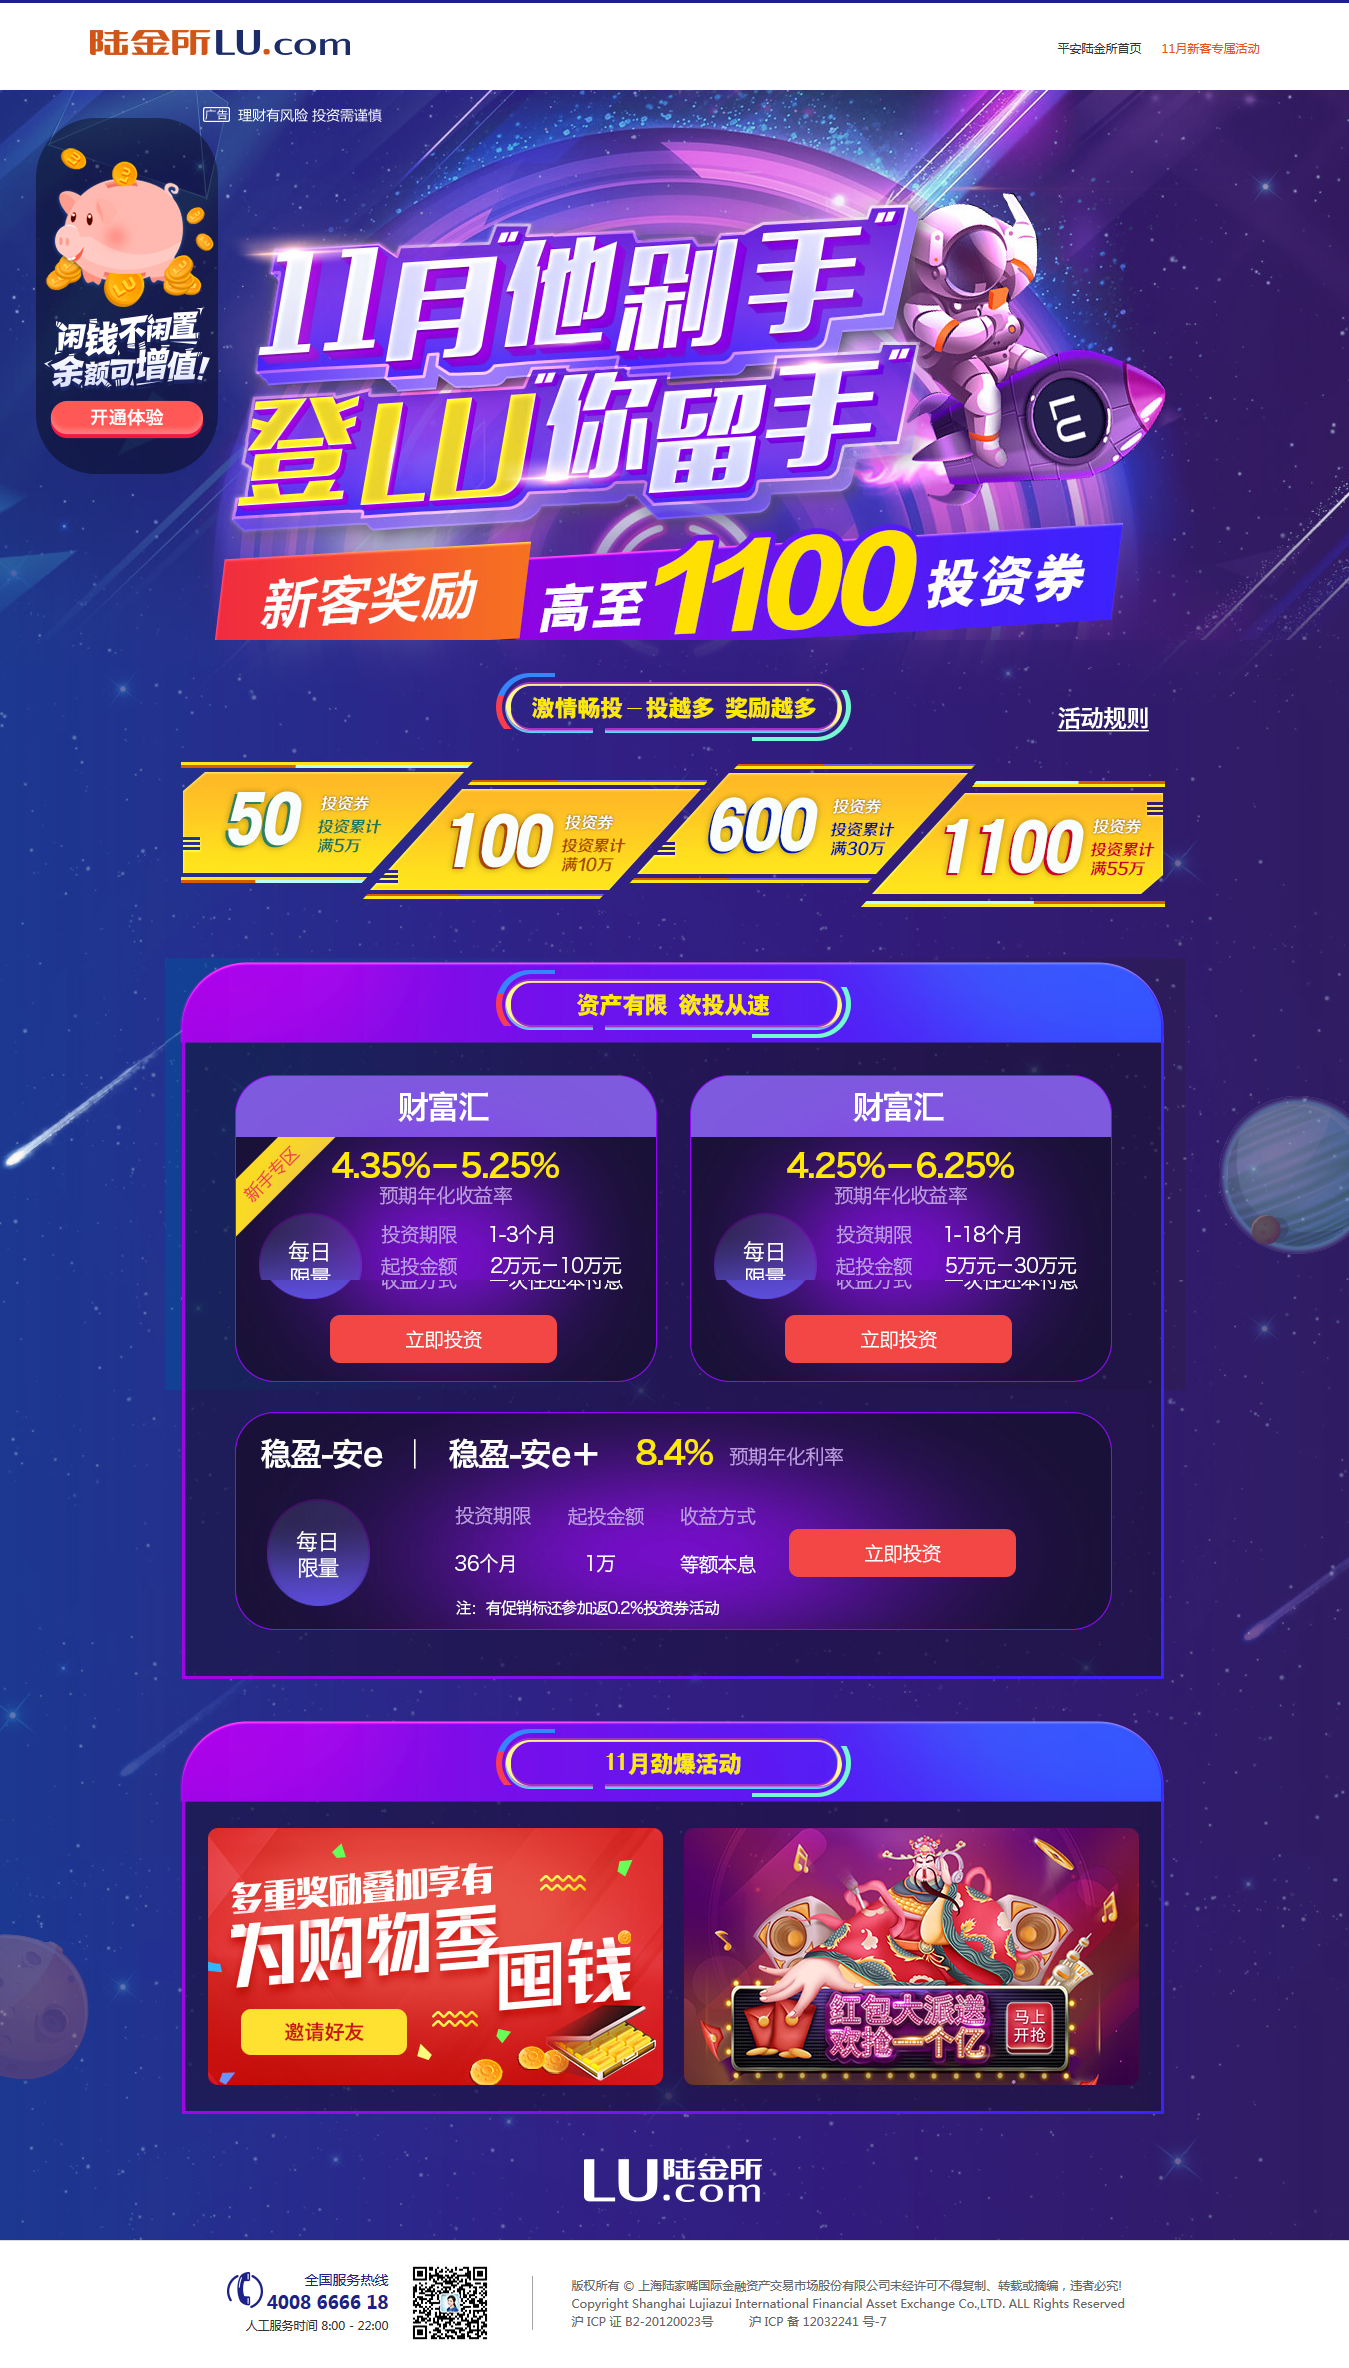 陆金所LU.com
平安陆金所首页 11月新客专属活动
广告 理财有风险 投资需谨慎
闲钱不闲置
余额可增值!
开通体验
11月"他剁手"
登LU"你留手"
LU
新客奖励 高至1100投资券
激情畅投－投越多 奖励越多
活动规则
50 投资券 投资累计 满5万
100 投资券 投资累计 满10万
600 投资券 投资累计 满30万
1100 投资券 投资累计 满55万
资产有限 欲投从速
财富汇
新手专区
4.35%－5.25%
预期年化收益率
每日
限量
投资期限 1-3个月
起投金额 2万元－10万元
收益方式 一次性还本付息
立即投资
财富汇
4.25%－6.25%
预期年化收益率
每日
限量
投资期限 1-18个月
起投金额 5万元－30万元
收益方式 一次性还本付息
立即投资
稳盈-安e ｜ 稳盈-安e＋ 8.4% 预期年化利率
每日
限量
投资期限 起投金额 收益方式
36个月 1万 等额本息
立即投资
注：有促销标还参加返0.2%投资券活动
11月劲爆活动
多重奖励叠加享有
为购物季
囤钱
邀请好友
红包大派送
欢抢一个亿
马上
开抢
LU陆金所
.com
全国服务热线
4008 6666 18
人工服务时间 8:00 - 22:00
版权所有 © 上海陆家嘴国际金融资产交易市场股份有限公司未经许可不得复制、转载或摘编，违者必究!
Copyright Shanghai Lujiazui International Financial Asset Exchange Co.,LTD. ALL Rights Reserved
沪 ICP 证 B2-20120023号 沪 ICP 备 12032241 号-7